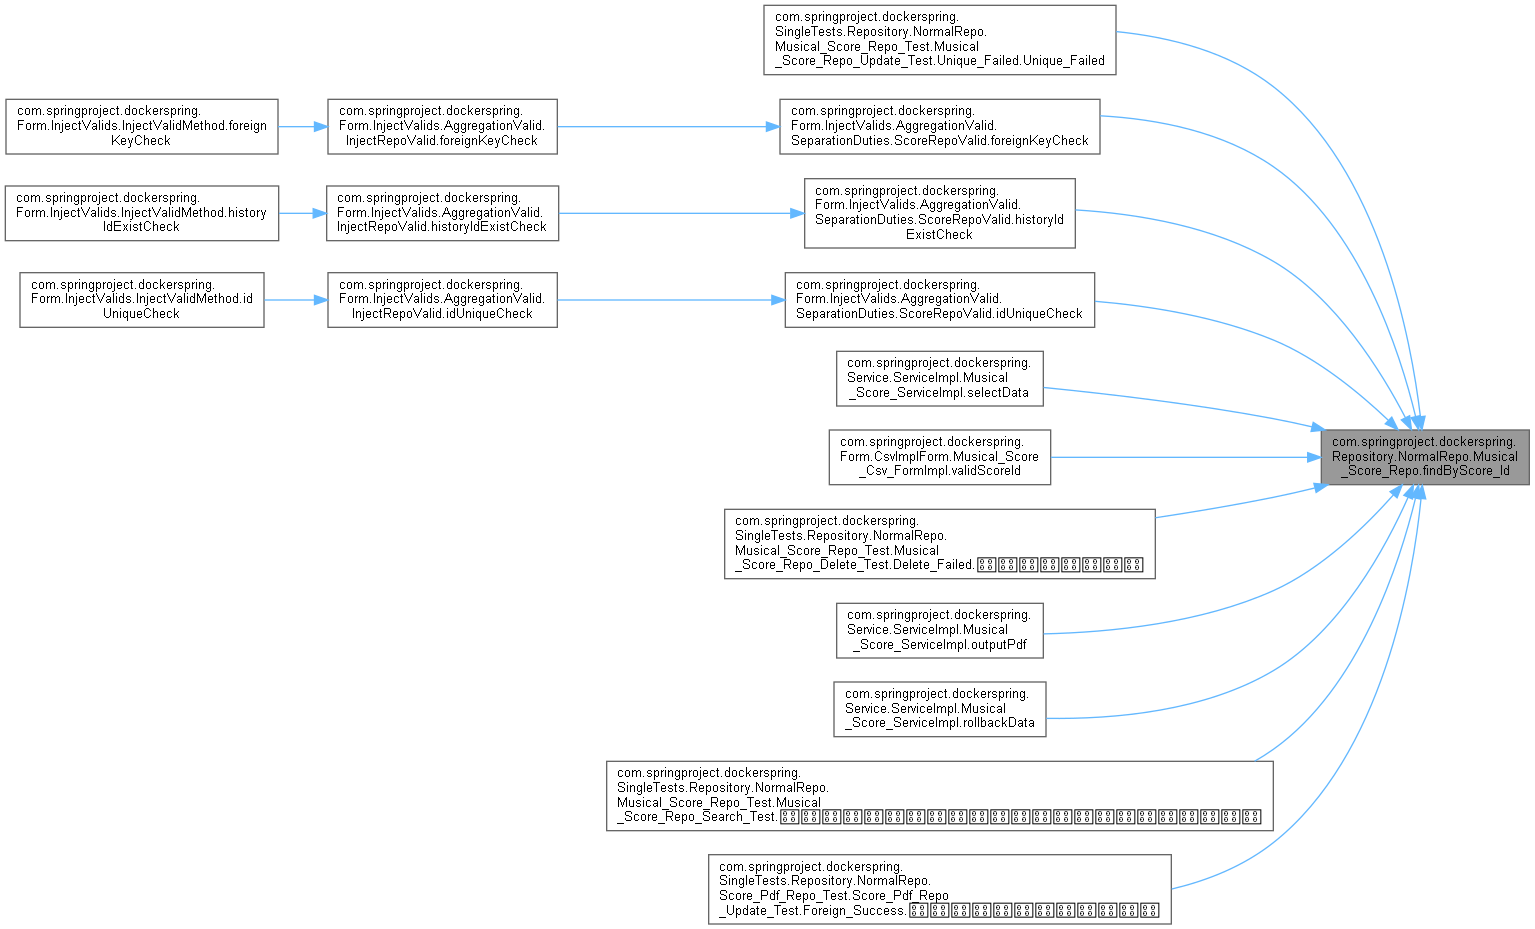 com.springproject.dockerspring.
SingleTests.Repository.NormalRepo.
Musical_Score_Repo_Test.Musical
_Score_Repo_Update_Test.Unique_Failed.Unique_Failed
com.springproject.dockerspring.
Form.InjectValids.InjectValidMethod.foreign
KeyCheck
com.springproject.dockerspring.
Form.InjectValids.AggregationValid.
InjectRepoValid.foreignKeyCheck
com.springproject.dockerspring.
Form.InjectValids.AggregationValid.
SeparationDuties.ScoreRepoValid.foreignKeyCheck
com.springproject.dockerspring.
Form.InjectValids.InjectValidMethod.history
IdExistCheck
com.springproject.dockerspring.
Form.InjectValids.AggregationValid.
InjectRepoValid.historyIdExistCheck
com.springproject.dockerspring.
Form.InjectValids.AggregationValid.
SeparationDuties.ScoreRepoValid.historyId
ExistCheck
com.springproject.dockerspring.
Form.InjectValids.InjectValidMethod.id
UniqueCheck
com.springproject.dockerspring.
Form.InjectValids.AggregationValid.
InjectRepoValid.idUniqueCheck
com.springproject.dockerspring.
Form.InjectValids.AggregationValid.
SeparationDuties.ScoreRepoValid.idUniqueCheck
com.springproject.dockerspring.
Service.ServiceImpl.Musical
_Score_ServiceImpl.selectData
com.springproject.dockerspring.
Form.CsvImplForm.Musical_Score
_Csv_FormImpl.validScoreId
com.springproject.dockerspring.
Repository.NormalRepo.Musical
_Score_Repo.findByScore_Id
com.springproject.dockerspring.
SingleTests.Repository.NormalRepo.
Musical_Score_Repo_Test.Musical
_Score_Repo_Delete_Test.Delete_Failed.
com.springproject.dockerspring.
Service.ServiceImpl.Musical
_Score_ServiceImpl.outputPdf
com.springproject.dockerspring.
Service.ServiceImpl.Musical
_Score_ServiceImpl.rollbackData
com.springproject.dockerspring.
SingleTests.Repository.NormalRepo.
Musical_Score_Repo_Test.Musical
_Score_Repo_Search_Test.
com.springproject.dockerspring.
SingleTests.Repository.NormalRepo.
Score_Pdf_Repo_Test.Score_Pdf_Repo
_Update_Test.Foreign_Success.